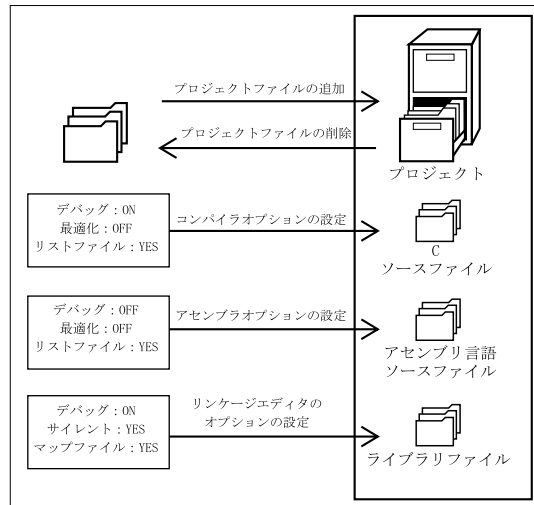 プロジェクトファイルの追加
プロジェクトファイルの削除
プロジェクト
デバッグ：ON
最適化：OFF
リストファイル：YES
コンパイラオプションの設定
C
ソースファイル
デバッグ：OFF
最適化：OFF
リストファイル：YES
アセンブラオプションの設定
アセンブリ言語
ソースファイル
デバッグ：ON
サイレント：YES
マップファイル：YES
リンケージエディタの
オプションの設定
ライブラリファイル